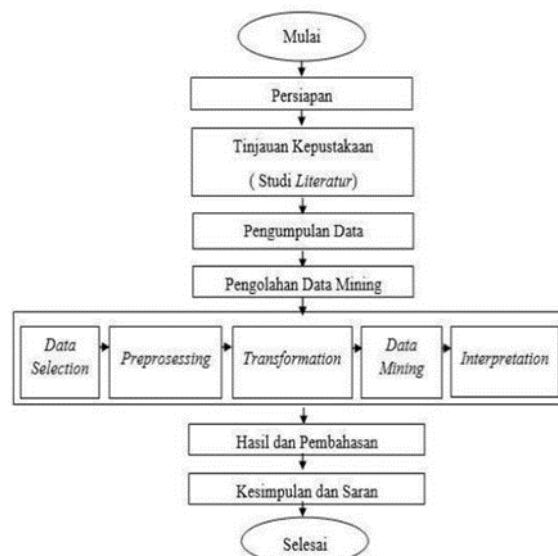 Mulai
Persiapan
Tinjauan Kepustakaan
( Studi Literatur)
Pengumpulan Data
Pengolahan Data Mining
Data
Selection
Preprosessing
Transformation
Data
Mining
Interpretation
Hasil dan Pembahasan
Kesimpulan dan Saran
Selesai